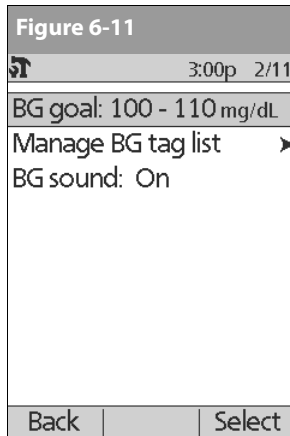 Figure 6-11
3:00p 2/11
BG goal: 100 - 110 mg/dL
Manage BG tag list
BG sound: On
Back Select